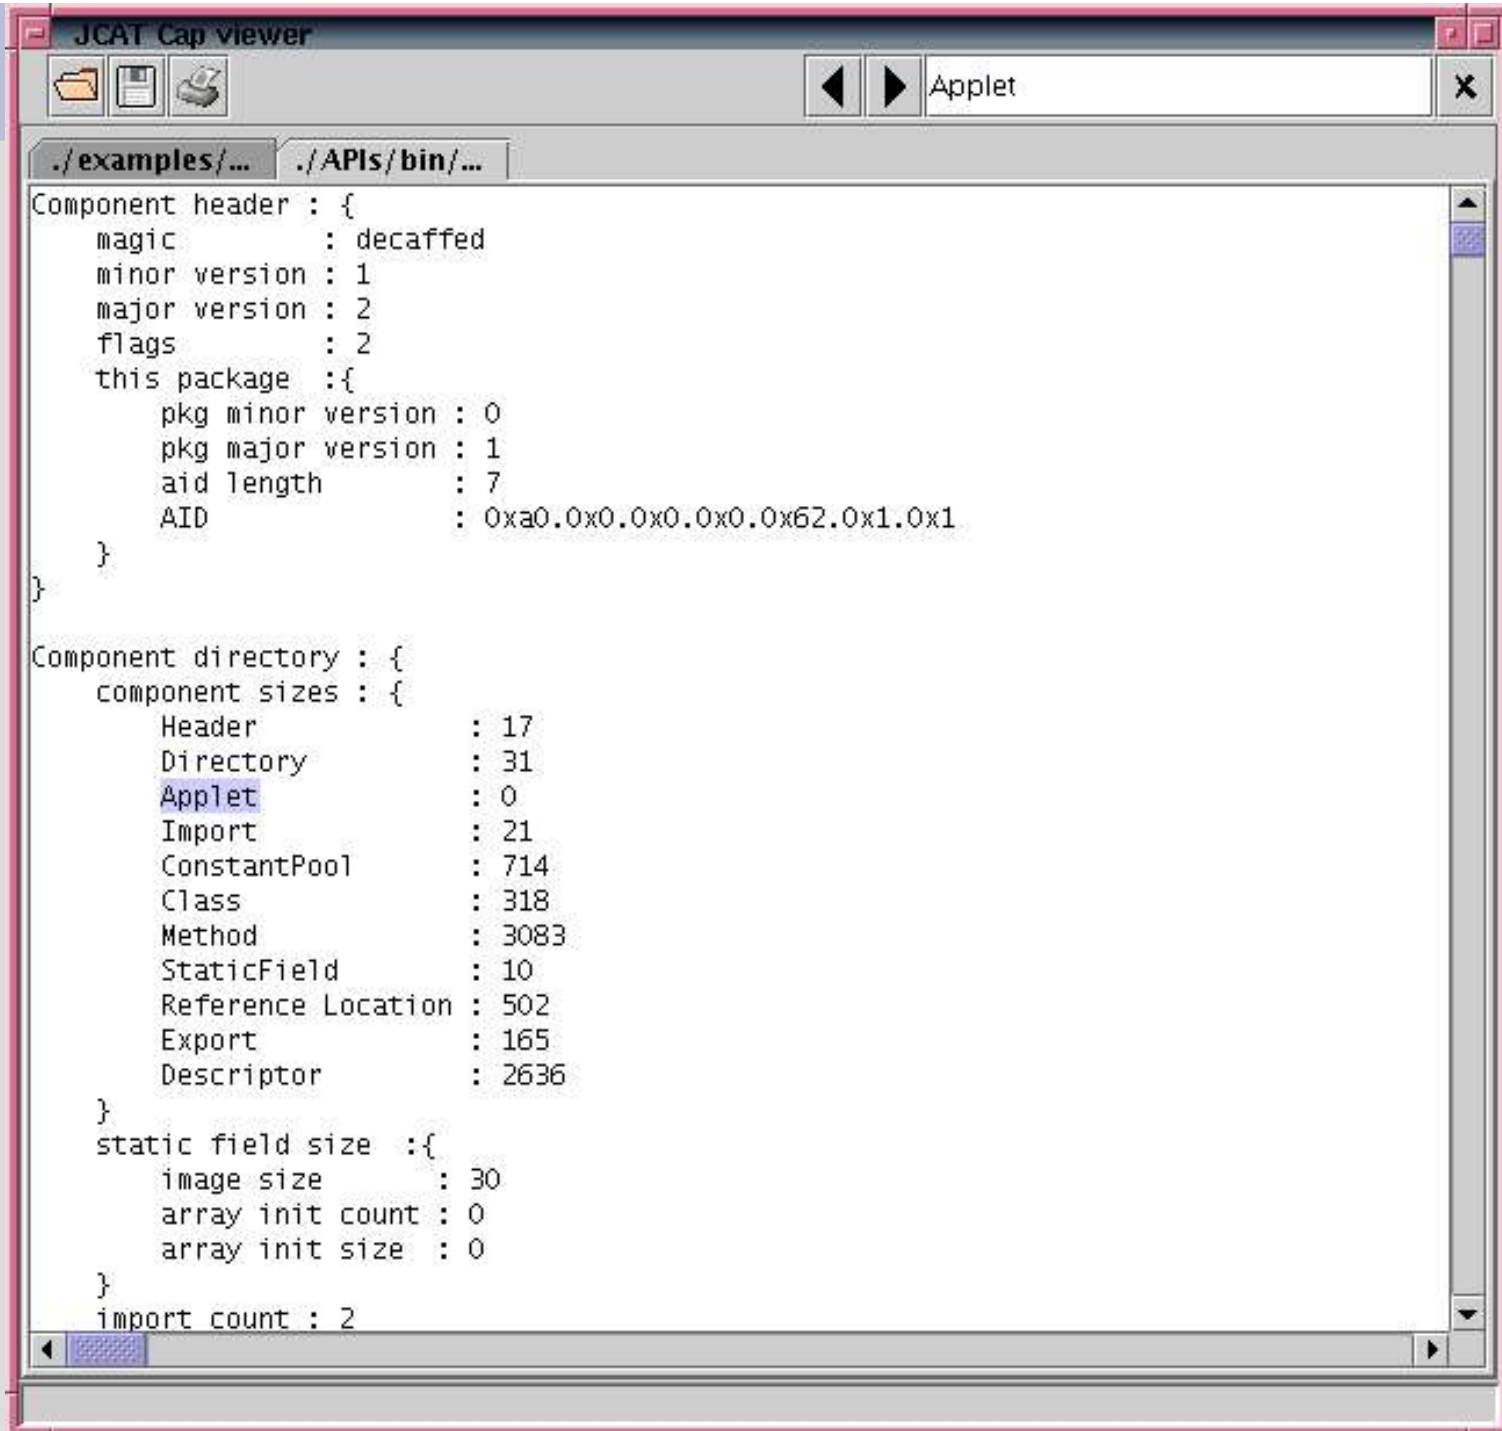 JCAT Cap viewer
Applet
./examples/... ./APIs/bin/...
Component header : {
    magic         : decaffed
    minor version : 1
    major version : 2
    flags         : 2
    this package  :{
        pkg minor version : 0
        pkg major version : 1
        aid length        : 7
        AID               : 0xa0.0x0.0x0.0x0.0x62.0x1.0x1
    }
}
Component directory : {
    component sizes : {
        Header             : 17
        Directory          : 31
        Applet             : 0
        Import             : 21
        ConstantPool       : 714
        Class              : 318
        Method             : 3083
        StaticField        : 10
        Reference Location : 502
        Export             : 165
        Descriptor         : 2636
    }
    static field size  :{
        image size       : 30
        array init count : 0
        array init size  : 0
    }
    import count : 2